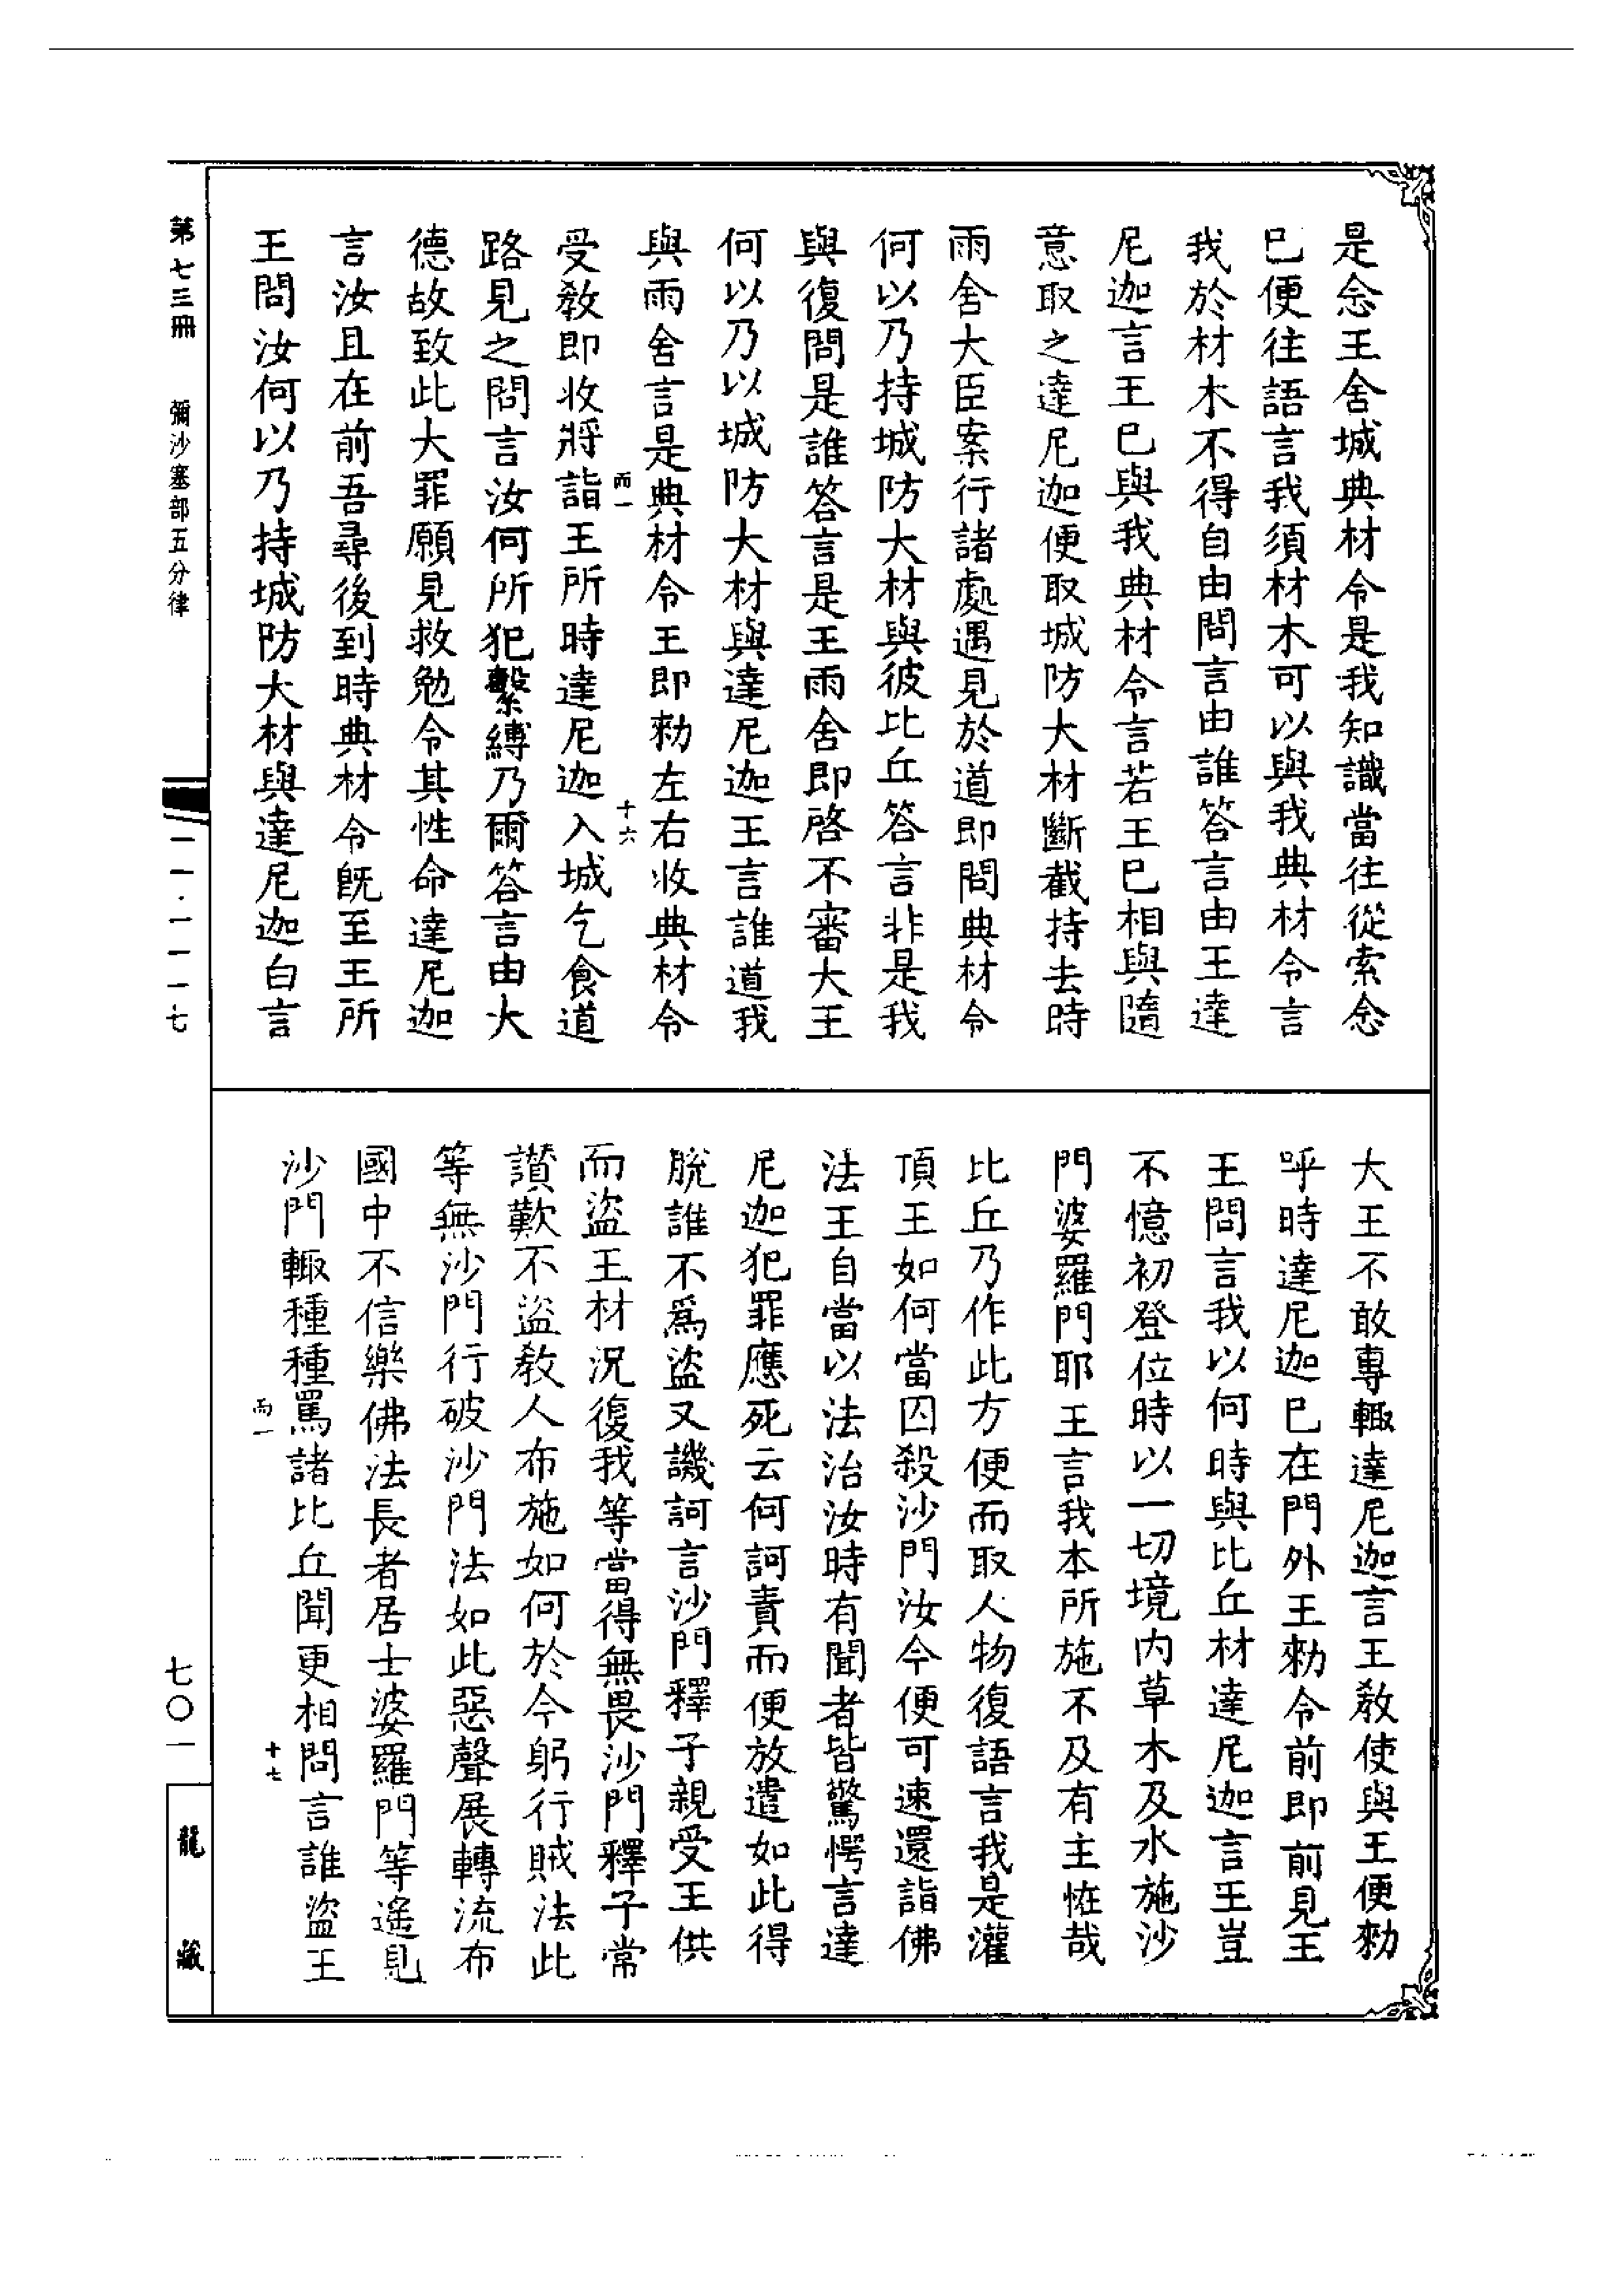 是念王舍城典材令是我知識當往從索念
已便往語言我須材木可以與我典材令言
我於材木不得自由問言由誰答言由王達
尼迦言王已與我典材令言若王已相與隨
意取之達尼迦便取城防大材斷截持去時
雨舍大臣案行諸處遇見於道即問典材令
何以乃持城防大材與彼比丘答言非是我
與復問是誰答言是王雨舍即啓不審大王
何以乃以城防大材與達尼迦王言誰道我
與雨舍言是典材令王即勑左右收典材令
而一
十六
受教即收將詣王所時達尼迦入城乞食道
路見之問言汝何所犯繫縛乃爾答言由大
德故致此大罪願見救勉令其性命達尼迦
言汝且在前吾尋後到時典材令旣至王所
王問汝何以乃持城防大材與達尼迦白言
大王不敢專輙達尼迦言王教使與王便勑
呼時達尼迦已在門外王勑令前即前見王
王問言我以何時與比丘材達尼迦言王豈
不憶初登位時以一切境内草木及水施沙
門婆羅門耶王言我本所施不及有主恠哉
比丘乃作此方便而取人物復語言我是灌
頂王如何當囚殺沙門汝今便可速還詣佛
法王自當以法治汝時有聞者皆驚愕言達
尼迦犯罪應死云何訶責而便放遣如此得
脫誰不爲盜又譏訶言沙門釋子親受王供
而盜王材況復我等當得無畏沙門釋子常
讃歎不盜教人布施如何於今躬行賊法此
等無沙門行破沙門法如此惡聲展轉流布
國中不信樂佛法長者居士婆羅門等遙見
沙門輙種種罵諸比丘聞更相問言誰盜王
而一
十七
第七三冊
彌沙塞部五分律
一一·一一一七
七〇一
龍藏